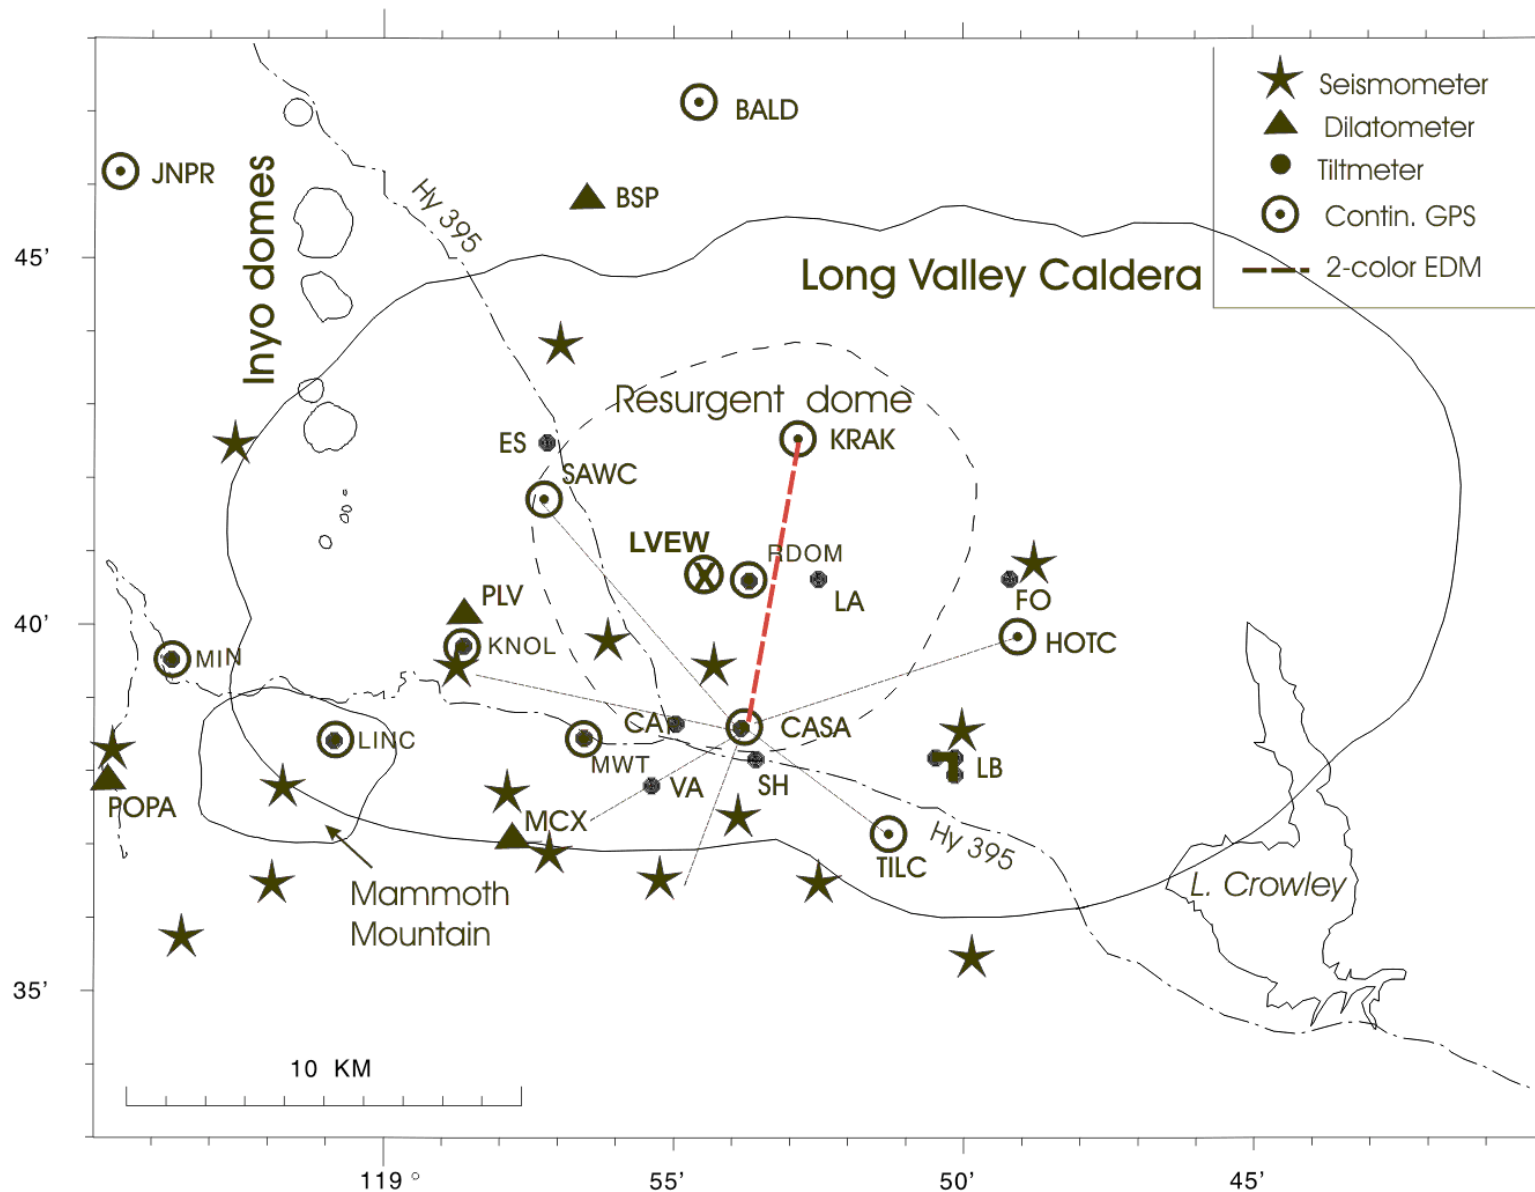 BALD
Seismometer
Dilatometer
Tiltmeter
Contin. GPS
2-color EDM
JNPR
Inyo domes
BSP
Hy 395
45'
Long Valley Caldera
Resurgent dome
KRAK
ES
SAWC
LVEW
RDOM
LA
FO
PLV
40'
KNOL
HOTC
MIN
CA
CASA
LINC
MWT
VA
SH
LB
POPA
MCX
Hy 395
TILC
L. Crowley
Mammoth
Mountain
35'
10 KM
119°
55'
50'
45'